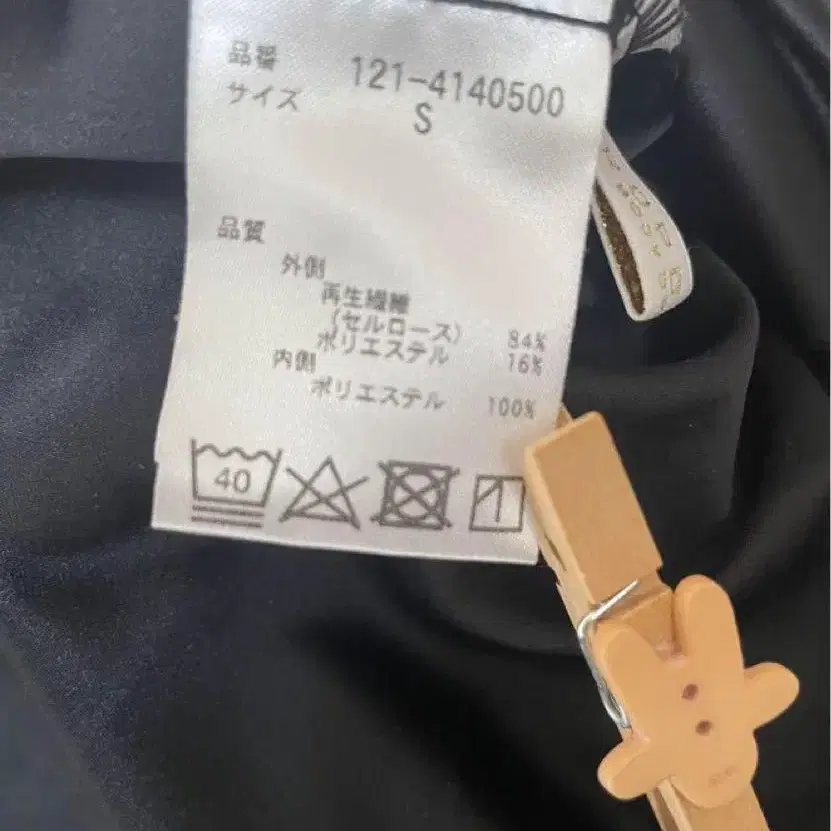 品番 121-4140500
サイズ S
品質
外側
再生繊維
(セルロース) 84%
ポリエステル 16%
内側
ポリエステル 100%
40